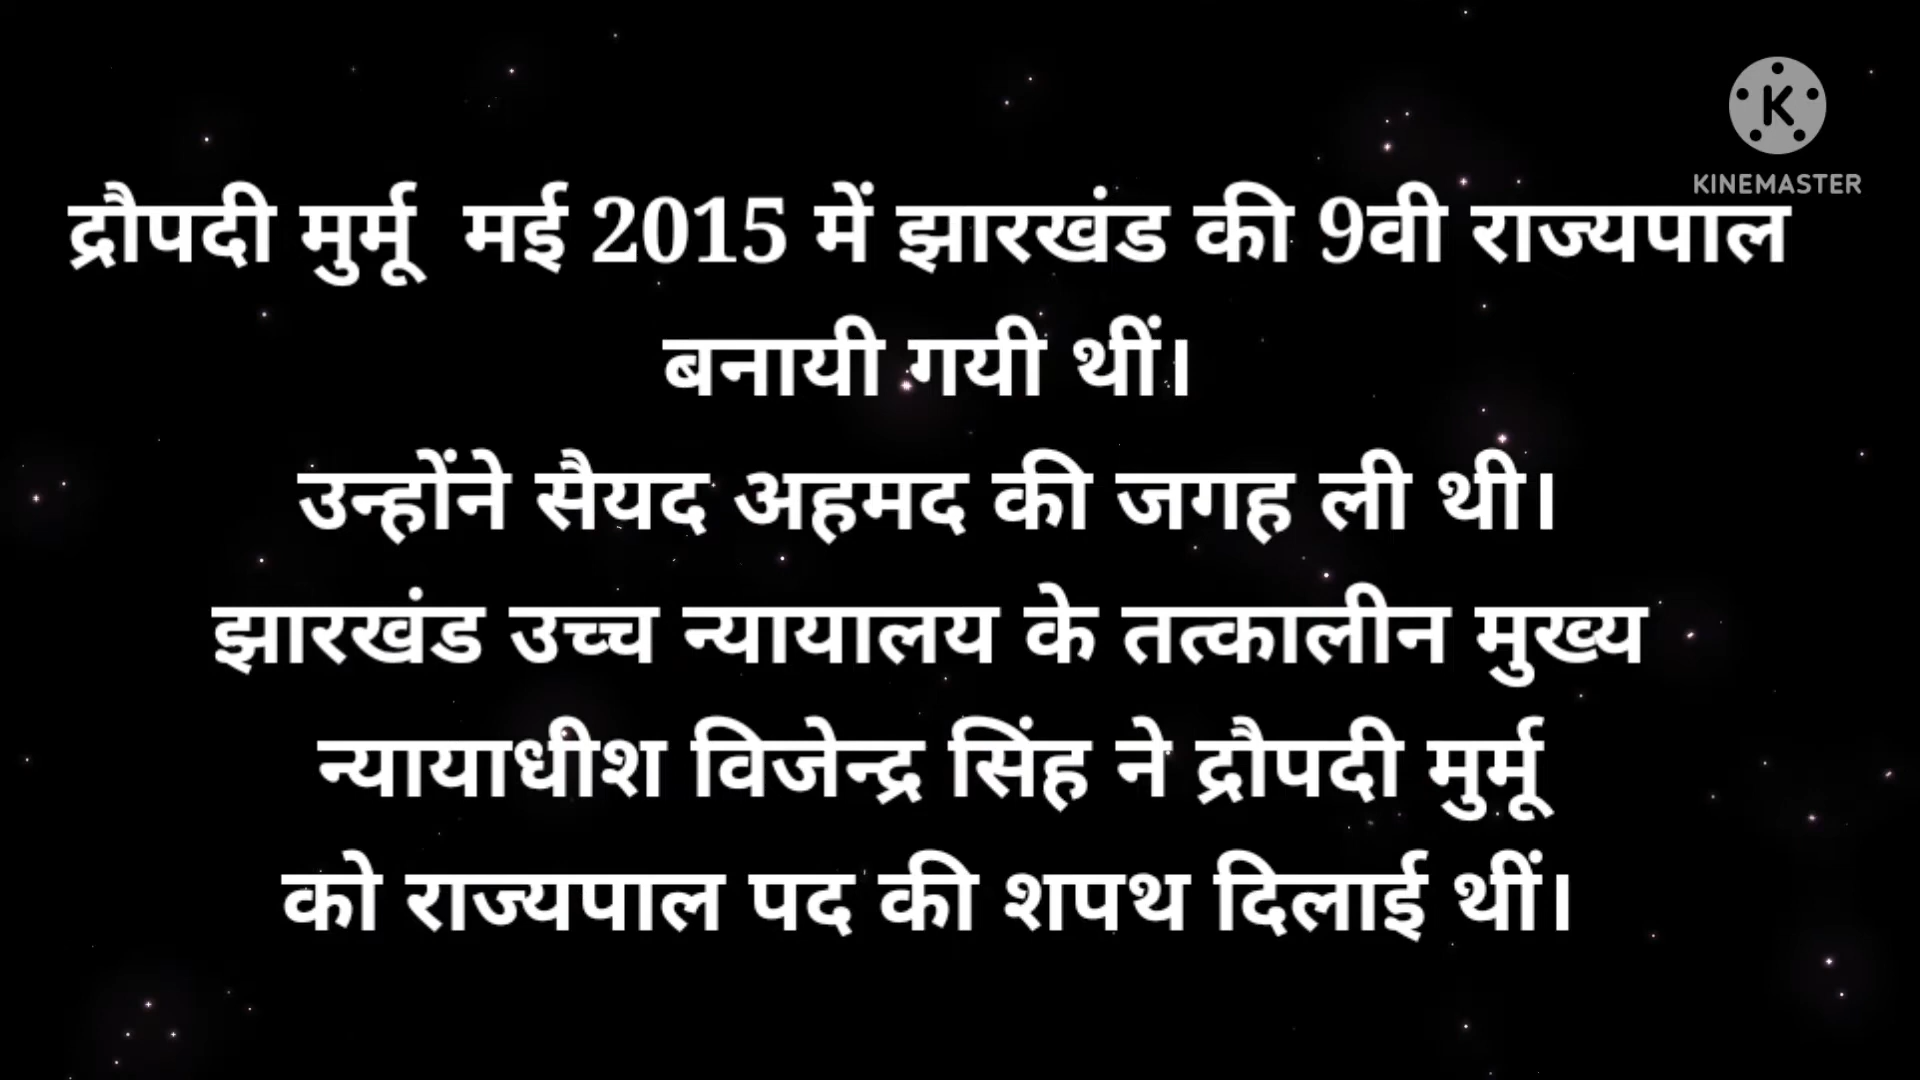 KINEMASTER
द्रौपदी मुर्मू मई 2015 में झारखंड की 9वी राज्यपाल
बनायी गयी थीं।
उन्होंने सैयद अहमद की जगह ली थी।
झारखंड उच्च न्यायालय के तत्कालीन मुख्य
न्यायाधीश विजेन्द्र सिंह ने द्रौपदी मुर्मू
को राज्यपाल पद की शपथ दिलाई थीं।